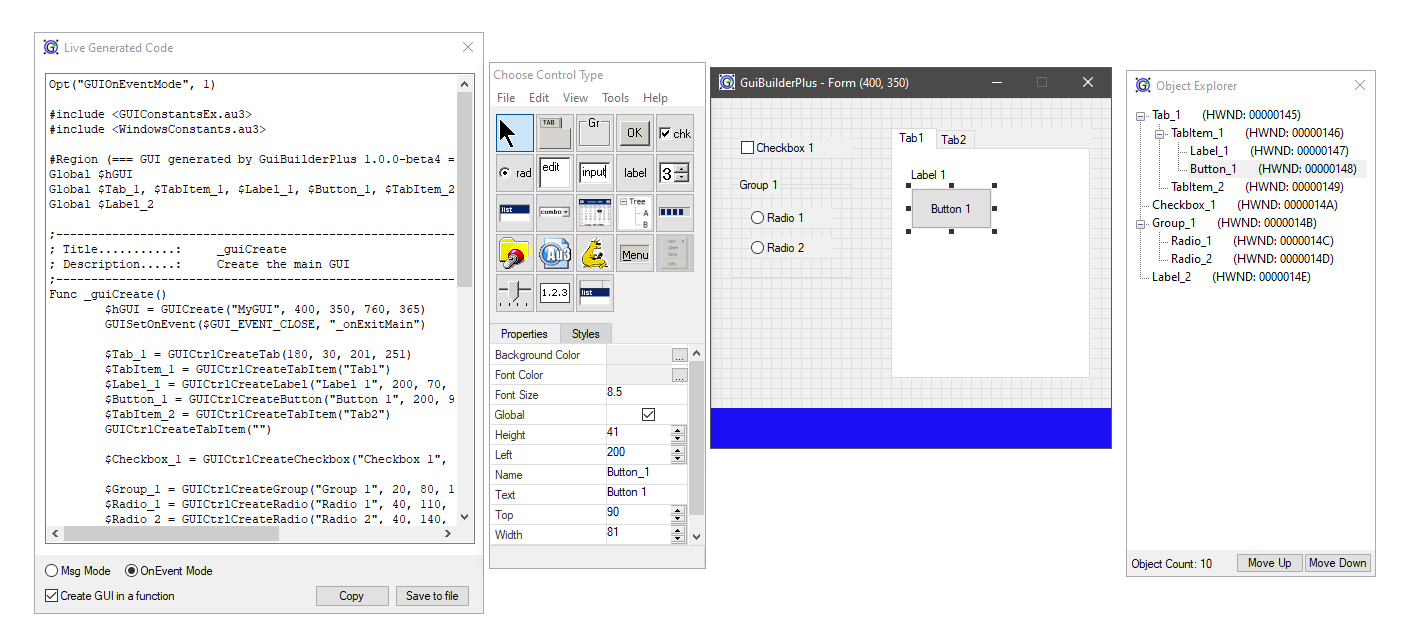 Live Generated Code
Opt("GUIOnEventMode", 1)
#include <GUIConstantsEx.au3>
#include <WindowsConstants.au3>
#Region (=== GUI generated by GuiBuilderPlus 1.0.0-beta4 =
Global $hGUI
Global $Tab_1, $TabItem_1, $Label_1, $Button_1, $TabItem_2
Global $Label_2
;------------------------------------------------------
; Title...........:	_guiCreate
; Description.....:	Create the main GUI
;------------------------------------------------------
Func _guiCreate()
$hGUI = GUICreate("MyGUI", 400, 350, 760, 365)
GUISetOnEvent($GUI_EVENT_CLOSE, "_onExitMain")
$Tab_1 = GUICtrlCreateTab(180, 30, 201, 251)
$TabItem_1 = GUICtrlCreateTabItem("Tab1")
$Label_1 = GUICtrlCreateLabel("Label 1", 200, 70,
$Button_1 = GUICtrlCreateButton("Button 1", 200, 9
$TabItem_2 = GUICtrlCreateTabItem("Tab2")
GUICtrlCreateTabItem("")
$Checkbox_1 = GUICtrlCreateCheckbox("Checkbox 1",
$Group_1 = GUICtrlCreateGroup("Group 1", 20, 80, 1
$Radio_1 = GUICtrlCreateRadio("Radio 1", 40, 110,
$Radio_2 = GUICtrlCreateRadio("Radio 2", 40, 140,
Msg Mode
OnEvent Mode
Create GUI in a function
Copy
Save to file
Choose Control Type
File Edit View Tools Help
TAB
Gr
OK
chk
rad
edit
input
label
3
list
combo
Tree
A
B
Au3
Menu
1.2.3
list
Properties
Styles
Background Color
...
Font Color
...
Font Size 8.5
Global
Height 41
Left 200
Name Button_1
Text Button 1
Top 90
Width 81
GuiBuilderPlus - Form (400, 350)
Checkbox 1
Group 1
Radio 1
Radio 2
Tab1
Tab2
Label 1
Button 1
Object Explorer
Tab_1 (HWND: 00000145)
TabItem_1 (HWND: 00000146)
Label_1 (HWND: 00000147)
Button_1 (HWND: 00000148)
TabItem_2 (HWND: 00000149)
Checkbox_1 (HWND: 0000014A)
Group_1 (HWND: 0000014B)
Radio_1 (HWND: 0000014C)
Radio_2 (HWND: 0000014D)
Label_2 (HWND: 0000014E)
Object Count: 10
Move Up
Move Down